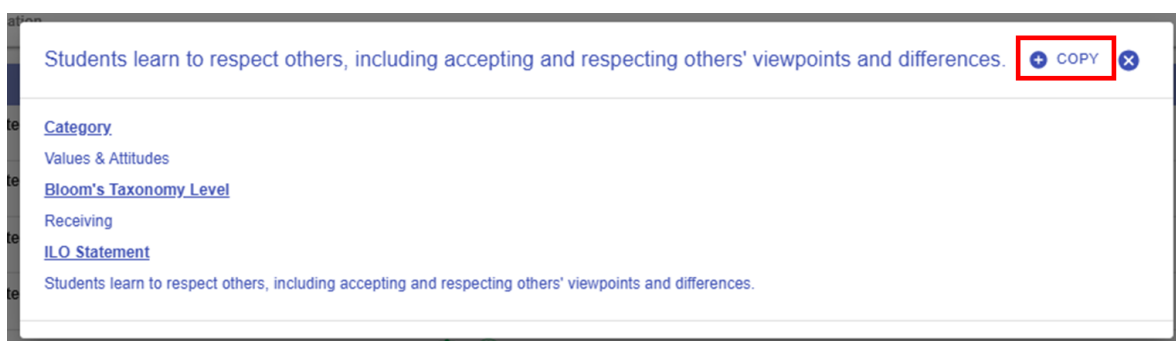 ation
Students learn to respect others, including accepting and respecting others' viewpoints and differences. COPY
Category
Values & Attitudes
Bloom's Taxonomy Level
Receiving
ILO Statement
Students learn to respect others, including accepting and respecting others' viewpoints and differences.